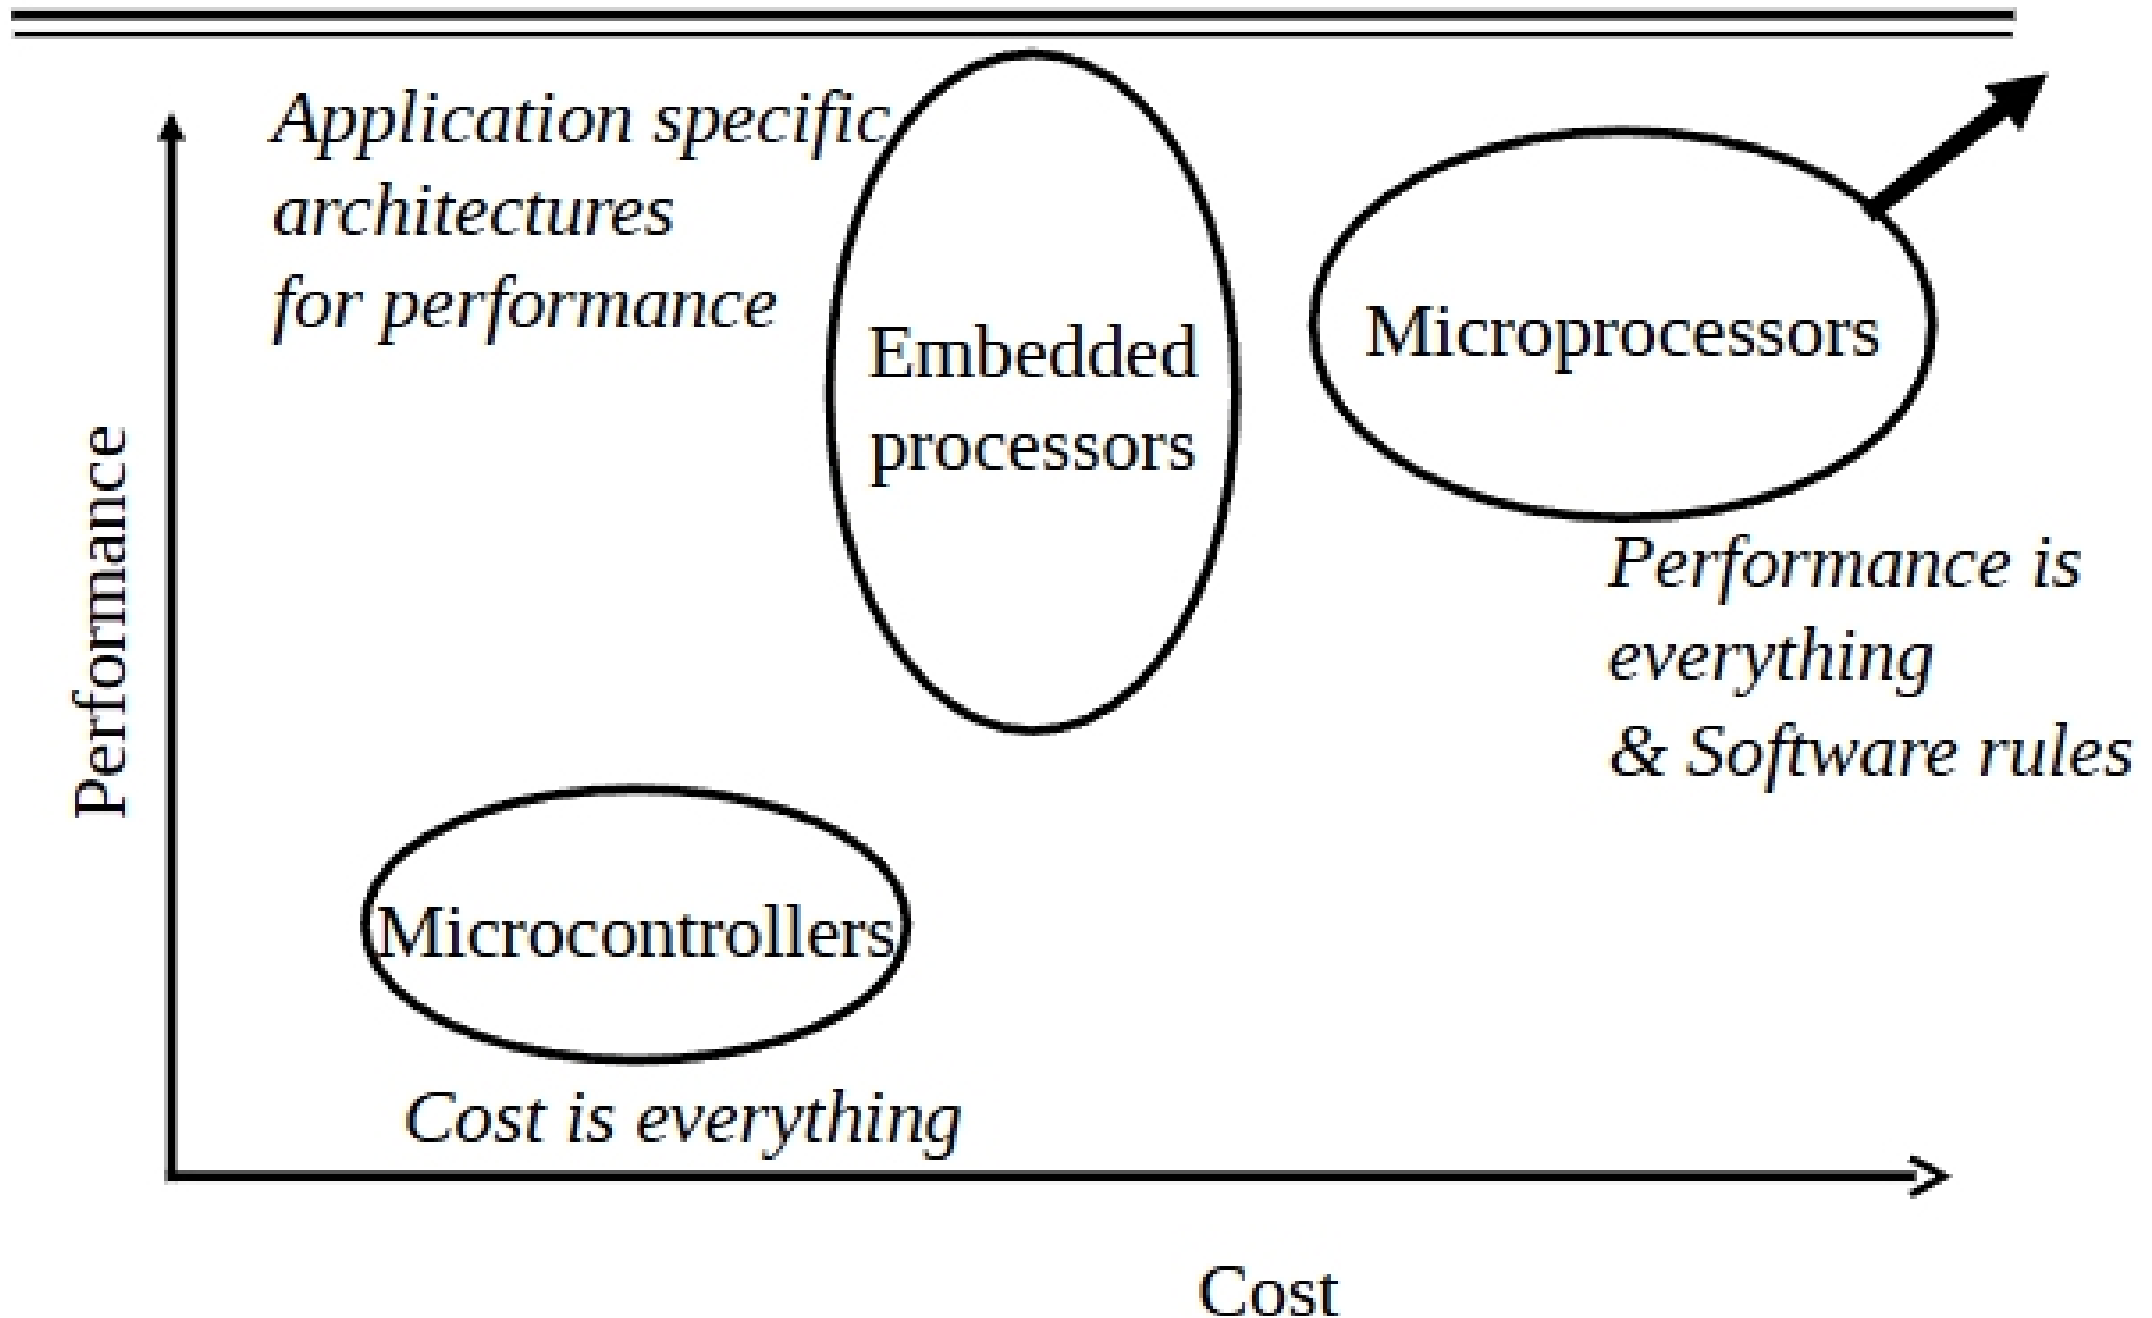 Application specific
architectures
for performance
Embedded
processors
Microprocessors
Performance is
everything
& Software rules
Performance
Microcontrollers
Cost is everything
Cost